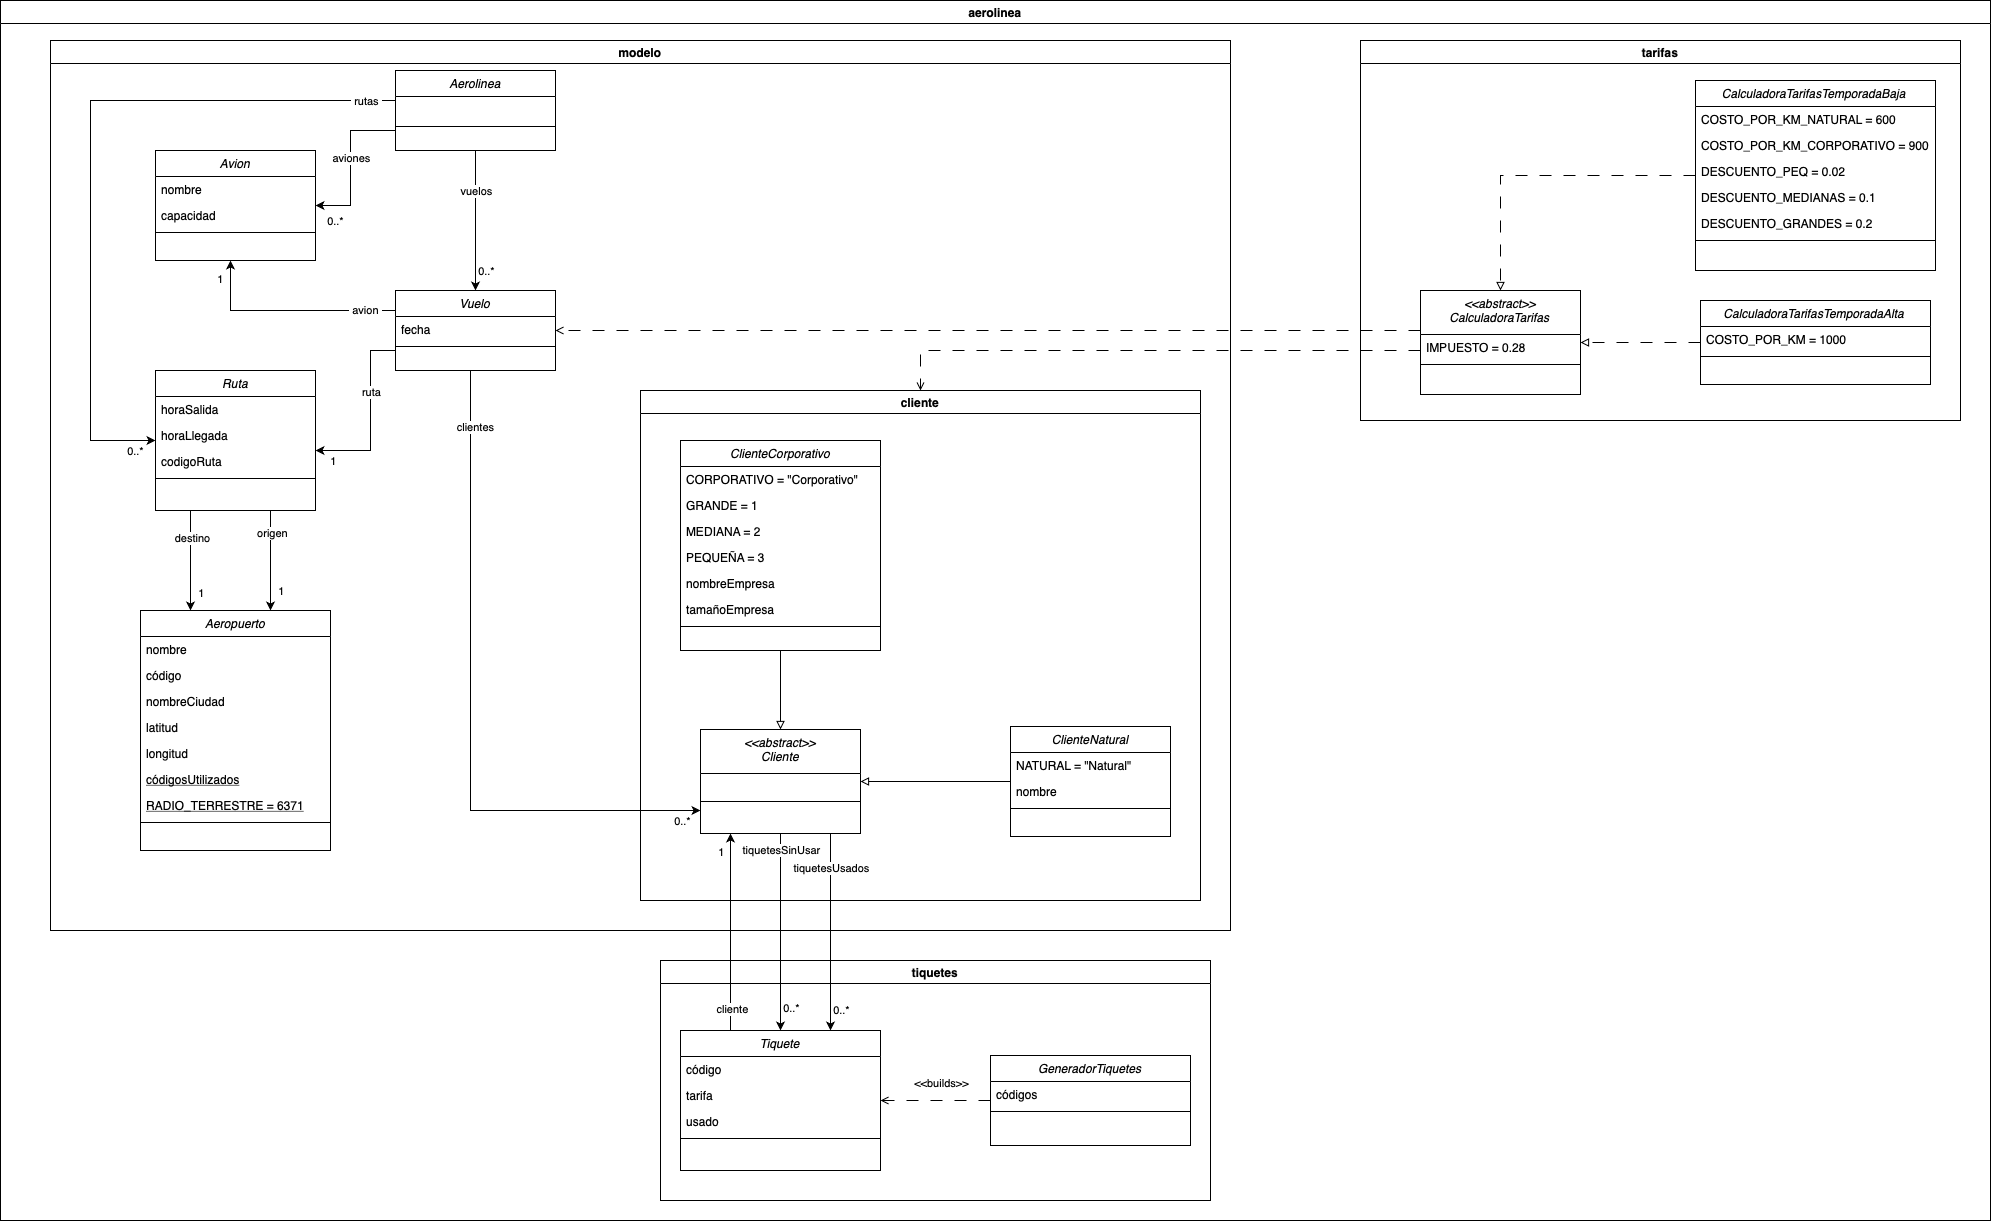 aerolinea
modelo
Aerolinea
rutas
aviones
0..*
vuelos
0..*
Avion
nombre
capacidad
1
avion
Vuelo
fecha
ruta
1
clientes
0..*
Ruta
horaSalida
horaLlegada
codigoRuta
0..*
destino
origen
1
1
Aeropuerto
nombre
código
nombreCiudad
latitud
longitud
códigosUtilizados
RADIO_TERRESTRE = 6371
cliente
ClienteCorporativo
CORPORATIVO = "Corporativo"
GRANDE = 1
MEDIANA = 2
PEQUEÑA = 3
nombreEmpresa
tamañoEmpresa
<<abstract>>
Cliente
ClienteNatural
NATURAL = "Natural"
nombre
1
tiquetesSinUsar
tiquetesUsados
tiquetes
cliente
0..*
0..*
Tiquete
código
tarifa
usado
<<builds>>
GeneradorTiquetes
códigos
tarifas
CalculadoraTarifasTemporadaBaja
COSTO_POR_KM_NATURAL = 600
COSTO_POR_KM_CORPORATIVO = 900
DESCUENTO_PEQ = 0.02
DESCUENTO_MEDIANAS = 0.1
DESCUENTO_GRANDES = 0.2
<<abstract>>
CalculadoraTarifas
IMPUESTO = 0.28
CalculadoraTarifasTemporadaAlta
COSTO_POR_KM = 1000